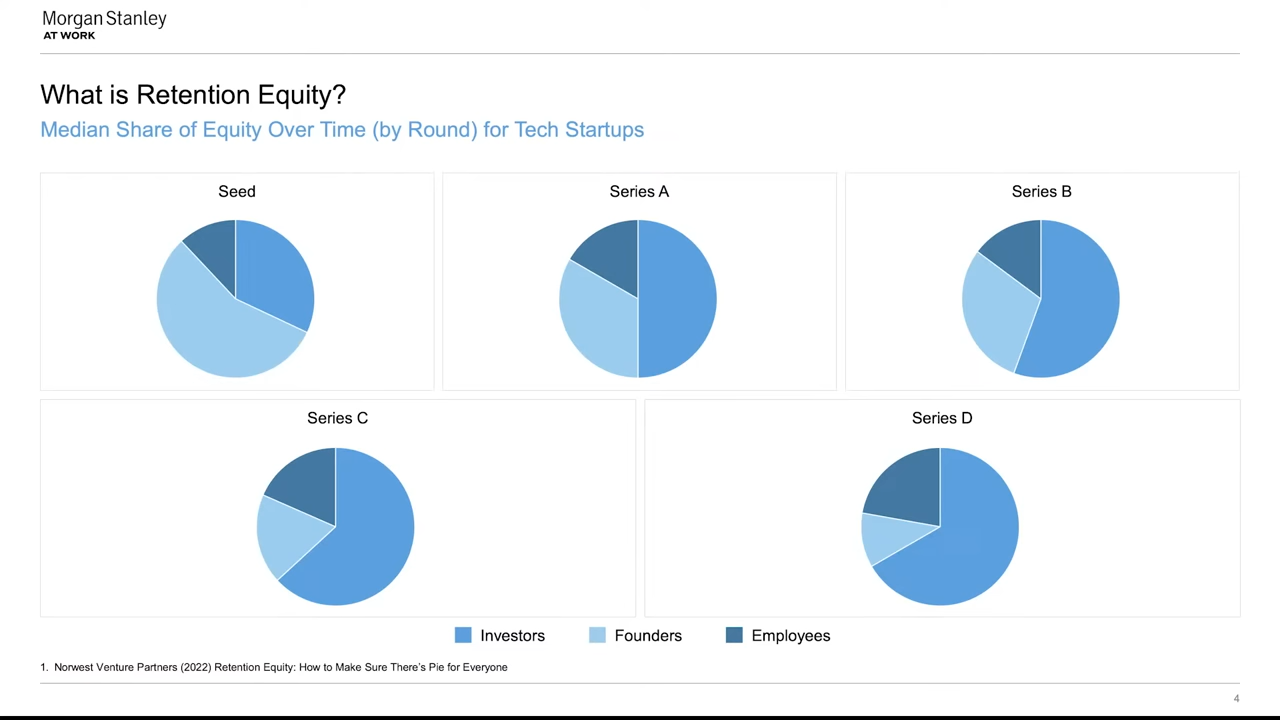 Morgan Stanley
AT WORK
What is Retention Equity?
Median Share of Equity Over Time (by Round) for Tech Startups
Seed
Series A
Series B
Series C
Series D
Investors
Founders
Employees
1. Norwest Venture Partners (2022) Retention Equity: How to Make Sure There's Pie for Everyone
4